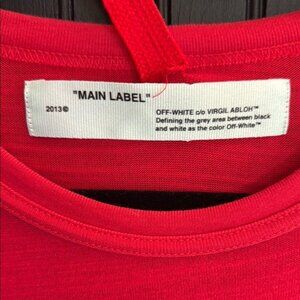 "MAIN LABEL"
2013©
OFF-WHITE c/o VIRGIL ABLOH™
Defining the grey area between black
and white as the color Off-White™